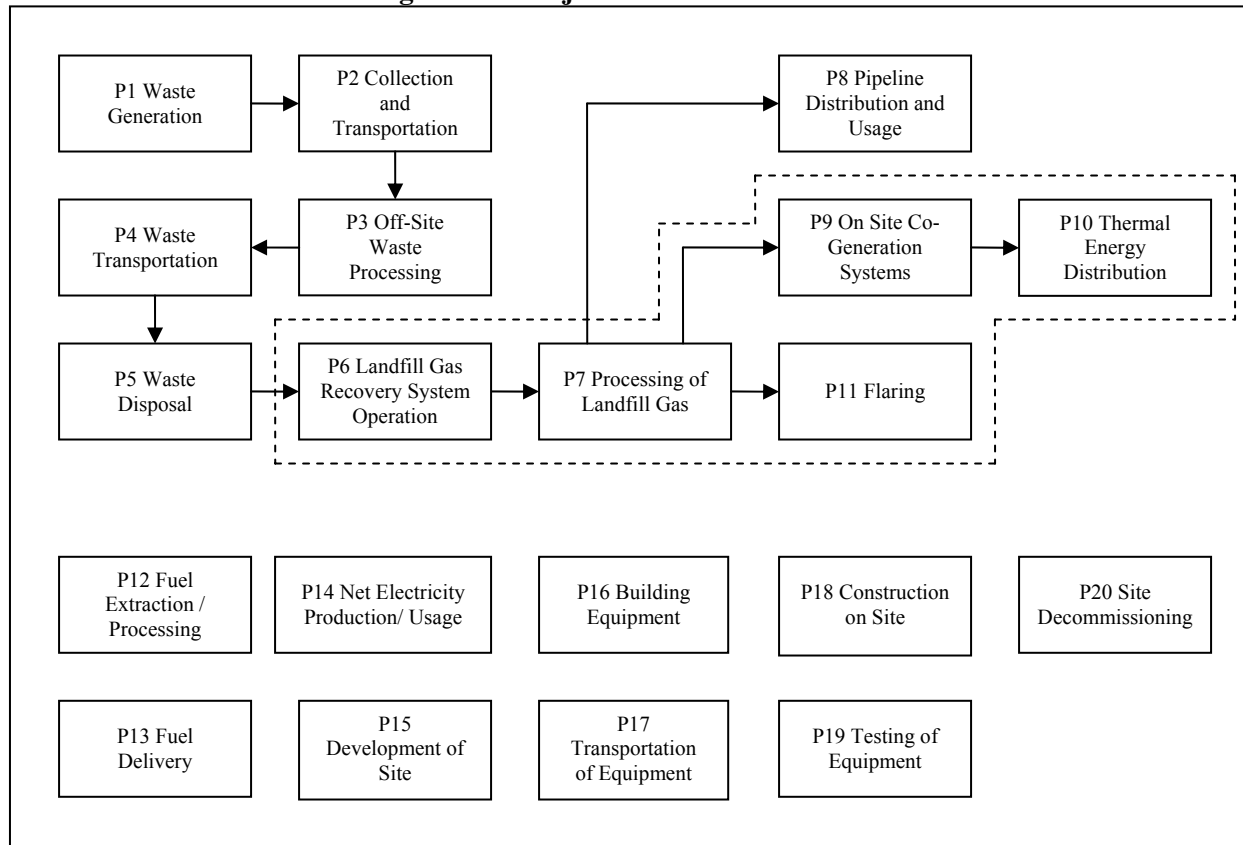 P1 Waste
Generation
P2 Collection
and
Transportation
P8 Pipeline
Distribution and
Usage
P4 Waste
Transportation
P3 Off-Site
Waste
Processing
P9 On Site Co-
Generation
Systems
P10 Thermal
Energy
Distribution
P5 Waste
Disposal
P6 Landfill Gas
Recovery System
Operation
P7 Processing of
Landfill Gas
P11 Flaring
P12 Fuel
Extraction /
Processing
P14 Net Electricity
Production/ Usage
P16 Building
Equipment
P18 Construction
on Site
P20 Site
Decommissioning
P13 Fuel
Delivery
P15
Development of
Site
P17
Transportation
of Equipment
P19 Testing of
Equipment